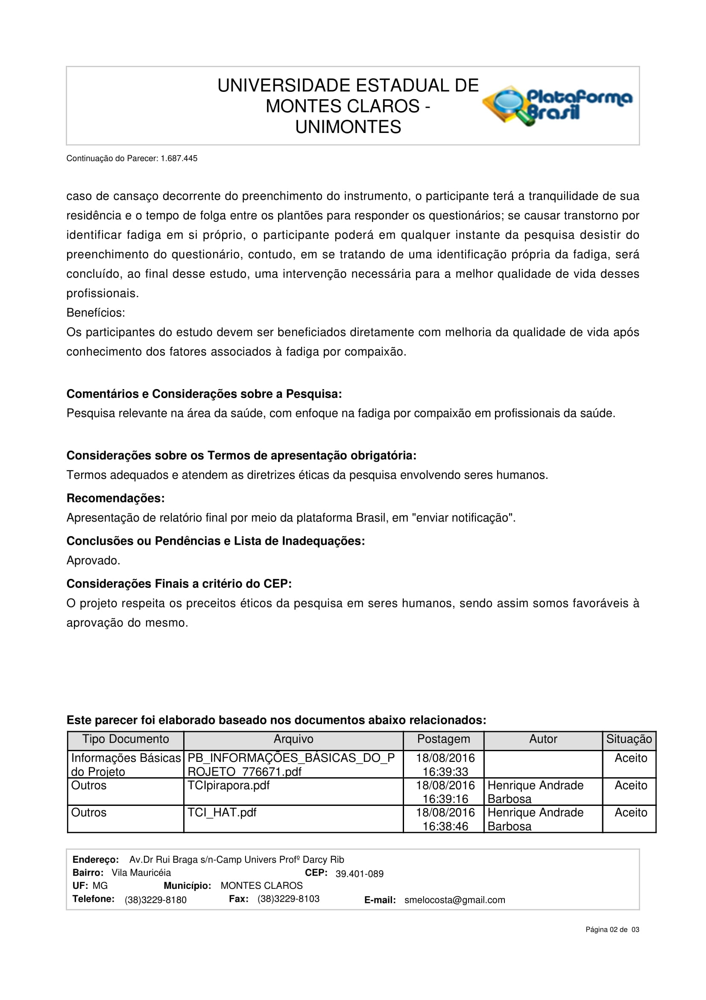 UNIVERSIDADE ESTADUAL DE
MONTES CLAROS -
UNIMONTES
Plataforma
Brasil
Continuação do Parecer: 1.687.445
caso de cansaço decorrente do preenchimento do instrumento, o participante terá a tranquilidade de sua
residência e o tempo de folga entre os plantões para responder os questionários; se causar transtorno por
identificar fadiga em si próprio, o participante poderá em qualquer instante da pesquisa desistir do
preenchimento do questionário, contudo, em se tratando de uma identificação própria da fadiga, será
concluído, ao final desse estudo, uma intervenção necessária para a melhor qualidade de vida desses
profissionais.
Benefícios:
Os participantes do estudo devem ser beneficiados diretamente com melhoria da qualidade de vida após
conhecimento dos fatores associados à fadiga por compaixão.
Comentários e Considerações sobre a Pesquisa:
Pesquisa relevante na área da saúde, com enfoque na fadiga por compaixão em profissionais da saúde.
Considerações sobre os Termos de apresentação obrigatória:
Termos adequados e atendem as diretrizes éticas da pesquisa envolvendo seres humanos.
Recomendações:
Apresentação de relatório final por meio da plataforma Brasil, em "enviar notificação".
Conclusões ou Pendências e Lista de Inadequações:
Aprovado.
Considerações Finais a critério do CEP:
O projeto respeita os preceitos éticos da pesquisa em seres humanos, sendo assim somos favoráveis à
aprovação do mesmo.
Este parecer foi elaborado baseado nos documentos abaixo relacionados:
Tipo Documento Arquivo Postagem Autor Situação
Informações Básicas PB_INFORMAÇÕES_BÁSICAS_DO_P 18/08/2016 Aceito
do Projeto ROJETO_776671.pdf 16:39:33
Outros TCIpirapora.pdf 18/08/2016 Henrique Andrade Aceito
16:39:16 Barbosa
Outros TCI_HAT.pdf 18/08/2016 Henrique Andrade Aceito
16:38:46 Barbosa
Endereço: Av.Dr Rui Braga s/n-Camp Univers Profº Darcy Rib
Bairro: Vila Mauricéia CEP: 39.401-089
UF: MG Município: MONTES CLAROS
Telefone: (38)3229-8180 Fax: (38)3229-8103 E-mail: smelocosta@gmail.com
Página 02 de 03